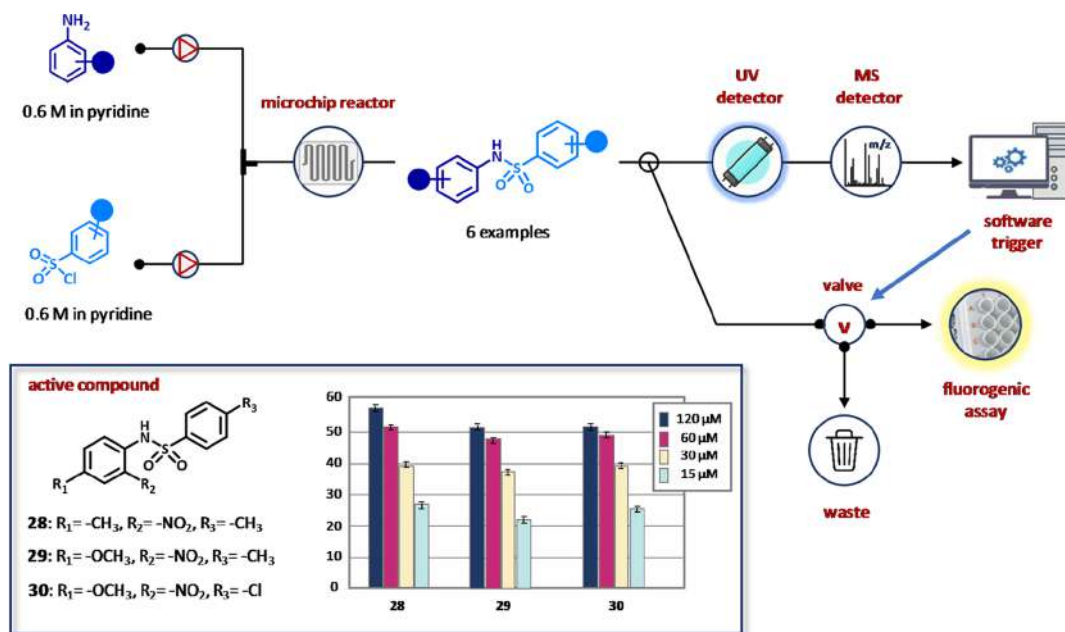 NH₂
0.6 M in pyridine
microchip reactor
UV
detector
MS
detector
m/z
H
N
S
O O
6 examples
software
trigger
O
S
O Cl
0.6 M in pyridine
valve
V
fluorogenic
assay
waste
active compound
R₃
H
N
S
O O
R₁ R₂
28: R₁= -CH₃, R₂= -NO₂, R₃= -CH₃
29: R₁= -OCH₃, R₂= -NO₂, R₃= -CH₃
30: R₁= -OCH₃, R₂= -NO₂, R₃= -Cl
60
50
40
30
20
10
0
28 29 30
120 µM
60 µM
30 µM
15 µM